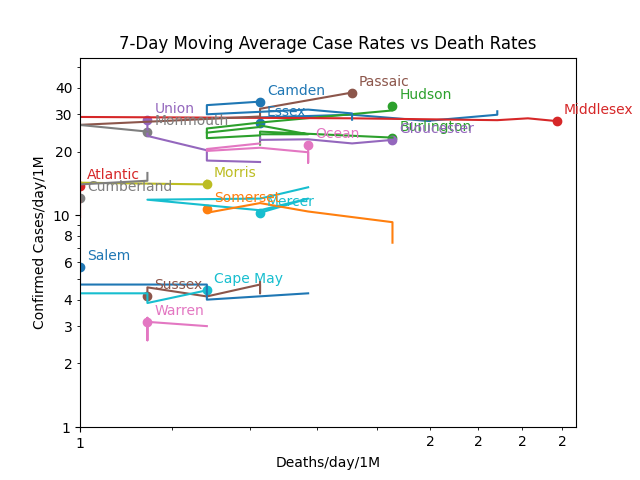 7-Day Moving Average Case Rates vs Death Rates
Confirmed Cases/day/1M
40
30
20
10
8
6
4
3
2
1
Passaic
Camden
Hudson
Union
Essex
Middlesex
Monmouth
Burlington
Gloucester
Ocean
Atlantic
Morris
Cumberland
Somerset
Mercer
Salem
Cape May
Sussex
Warren
1 2 2 2 2
Deaths/day/1M